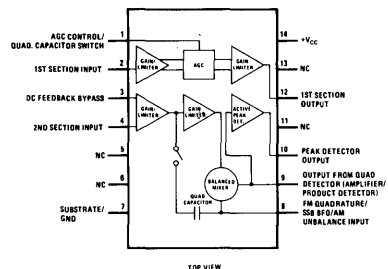 AGC CONTROL/
QUAD. CAPACITOR SWITCH
1
1ST SECTION INPUT
2
DC FEEDBACK BYPASS
3
2ND SECTION INPUT
4
NC
5
NC
6
SUBSTRATE/
GND
7
GAIN/
LIMITER
AGC
GAIN
LIMITER
GAIN/
LIMITER
GAIN
LIMITER
ACTIVE
PEAK
DET.
BALANCED
MIXER
QUAD
CAPACITOR
14
+VCC
13
NC
12
1ST SECTION
OUTPUT
11
NC
10
PEAK DETECTOR
OUTPUT
9
OUTPUT FROM QUAD
DETECTOR (AMPLIFIER/
PRODUCT DETECTOR)
8
FM QUADRATURE/
SSB BFO/AM
UNBALANCE INPUT
TOP VIEW